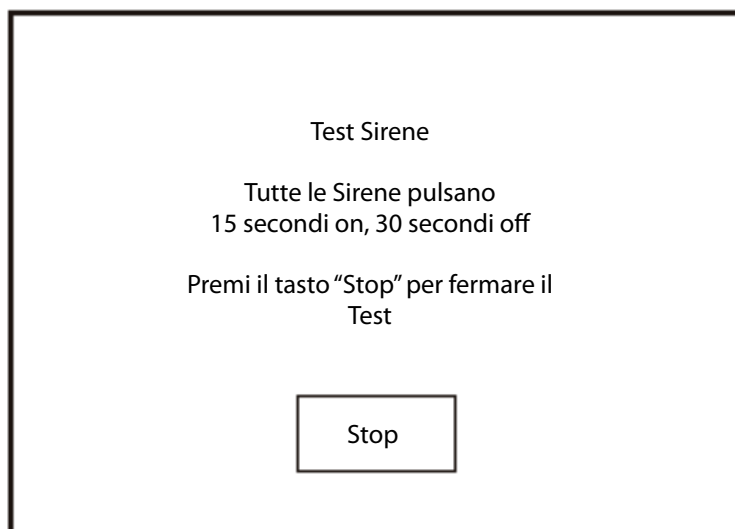 Test Sirene
Tutte le Sirene pulsano
15 secondi on, 30 secondi off
Premi il tasto “Stop” per fermare il
Test
Stop